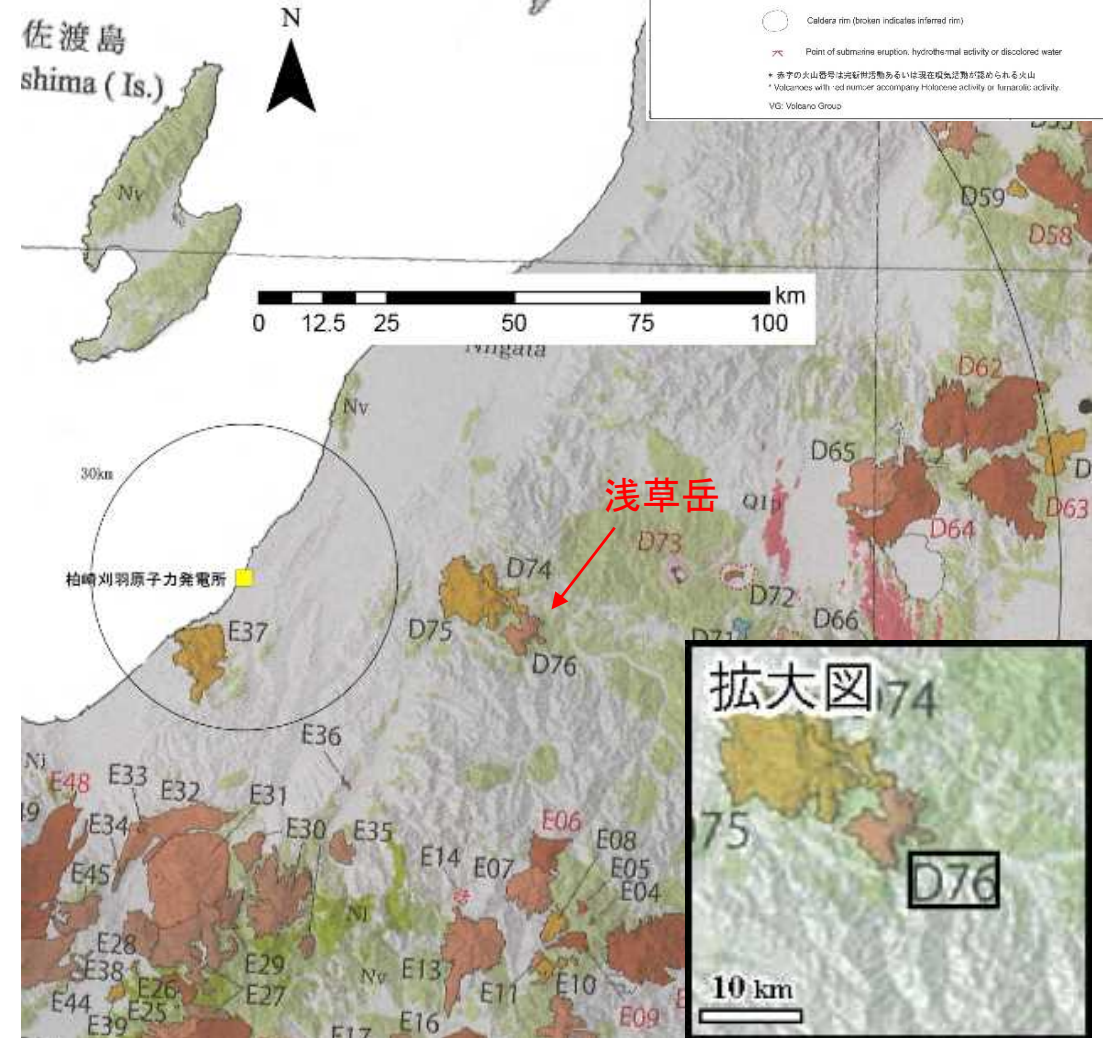 佐渡島
shima ( Is.)
N
Caldera rim (broken indicates inferred rim)
Point of submarine eruption, hydrothermal activity or discolored water
* 赤字の火山番号は完新世活動あるいは現在噴気活動が認められる火山
* Volcanoes with red number accompany Holocene activity or fumarolic activity.
VG: Volcano Group
Nv
D59
D58
km
0 12.5 25 50 75 100
Niigata
Nv
D62
30km
D65
浅草岳
Q1p
D63
D64
D73
柏崎刈羽原子力発電所
D74
D72
E37
D75
D66
D71
D76
拡大図
D74
D75
D76
10 km
E36
Ni
E48
E33
E32
E31
E34
E30
E35
E06
E08
E14
E07
E05
E45
E04
Ni
E28
E38
E29
Nv
E13
E10
E26
E27
E11
E44
E25
E09
E39
E17
E16